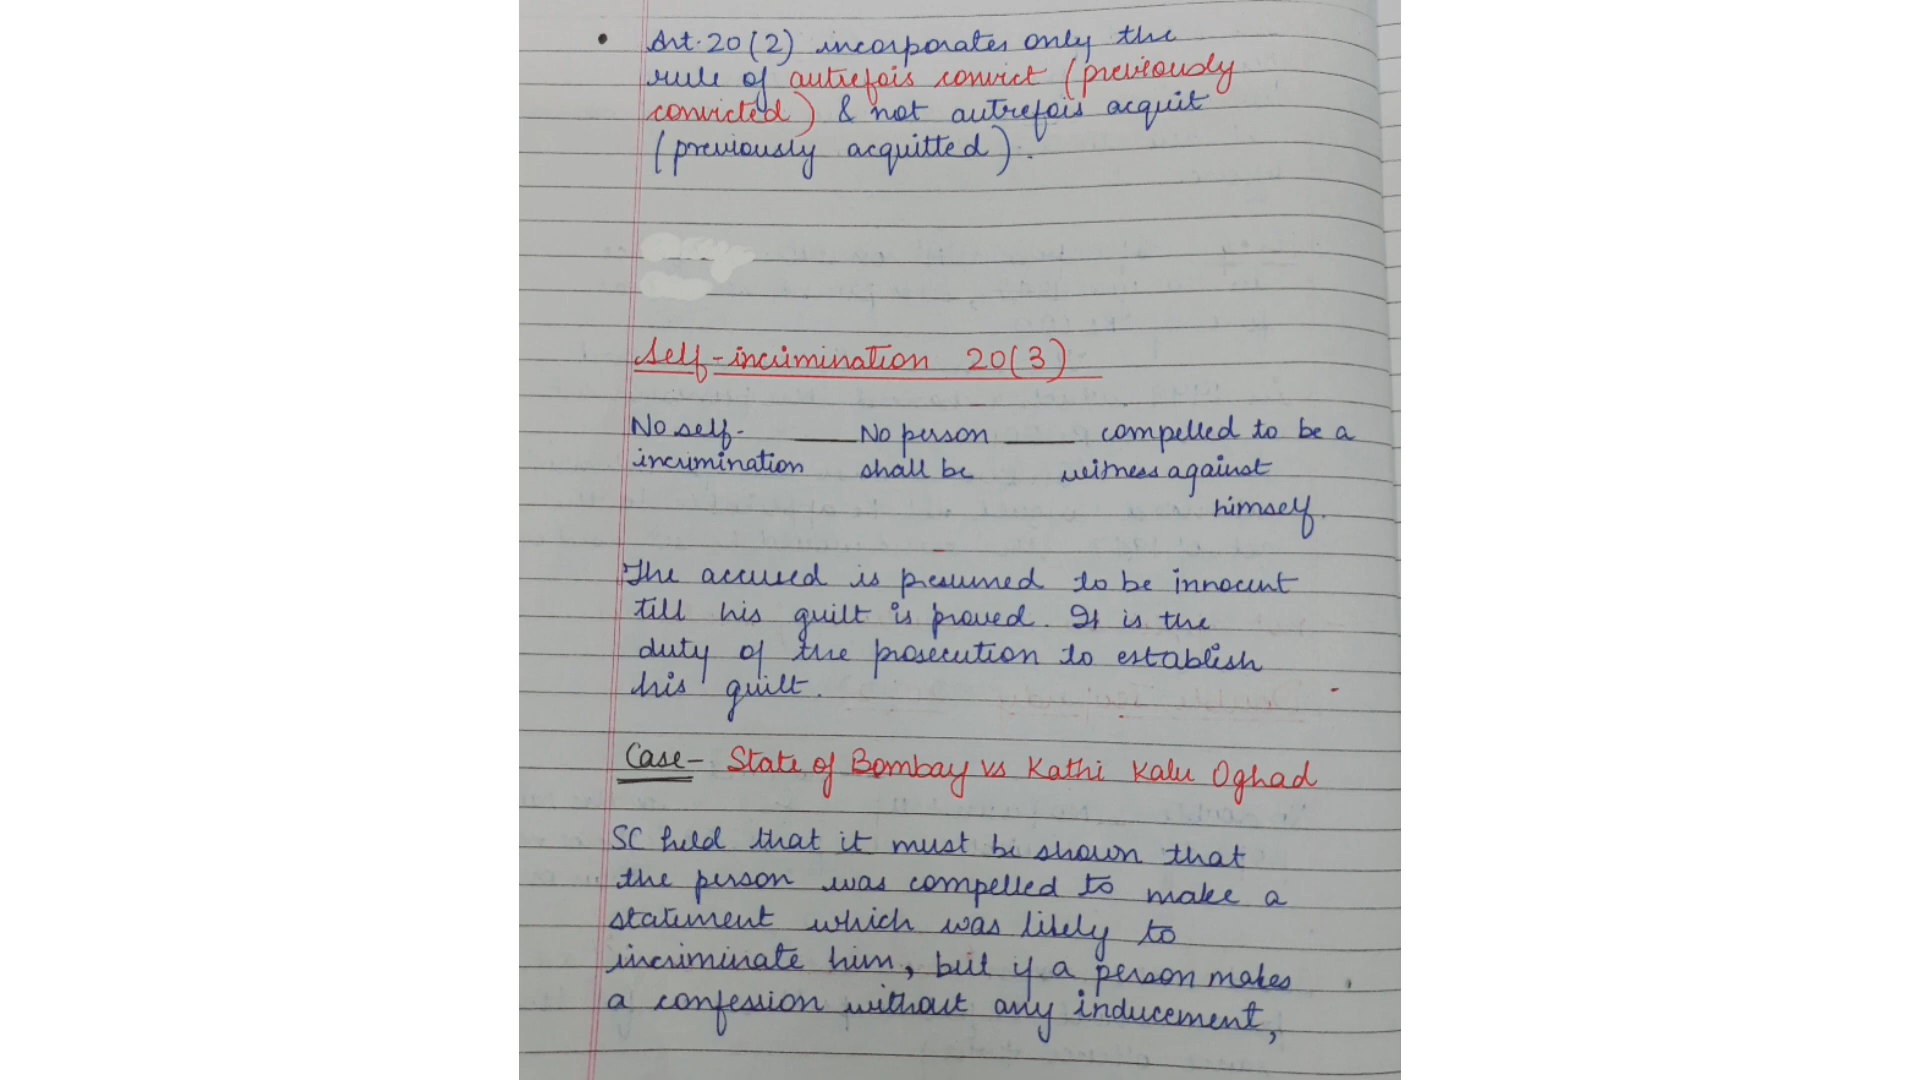 • Art. 20 (2) incorporates only the
rule of autrefois convict (previously
convicted) & not autrefois acquit
(previously acquitted).
Self-incrimination 20(3)
No self- — No person — compelled to be a
incrimination shall be witness against
himself.
The accused is presumed to be innocent
till his guilt is proved. It is the
duty of the prosecution to establish
his guilt.
Case- State of Bombay vs Kathi Kalu Oghad
SC held that it must be shown that
the person was compelled to make a
statement which was likely to
incriminate him, but if a person makes
a confession without any inducement,